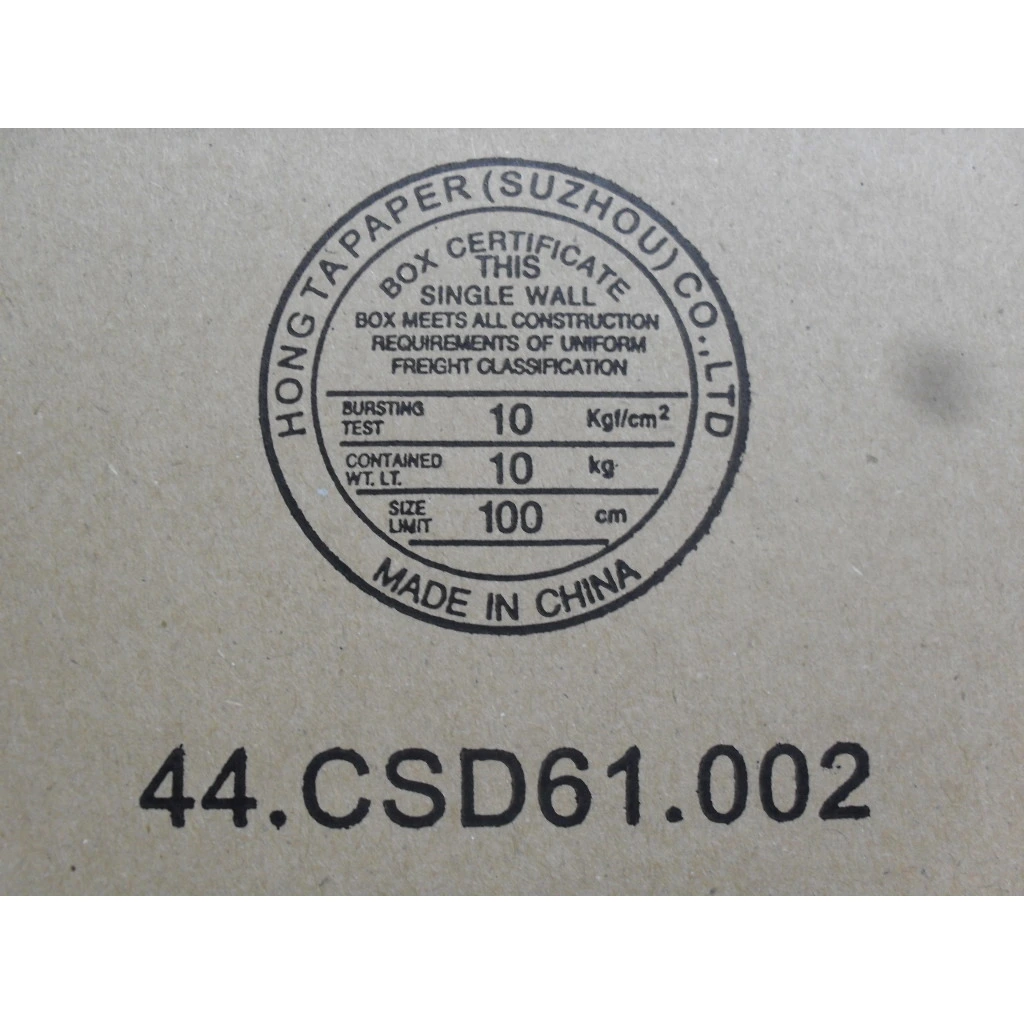 HONG TA PAPER (SUZHOU) CO.,LTD
BOX CERTIFICATE
THIS
SINGLE WALL
BOX MEETS ALL CONSTRUCTION
REQUIREMENTS OF UNIFORM
FREIGHT CLASSIFICATION
BURSTING TEST 10 Kgf/cm²
CONTAINED WT. LT. 10 kg
SIZE LIMIT 100 cm
MADE IN CHINA
44.CSD61.002